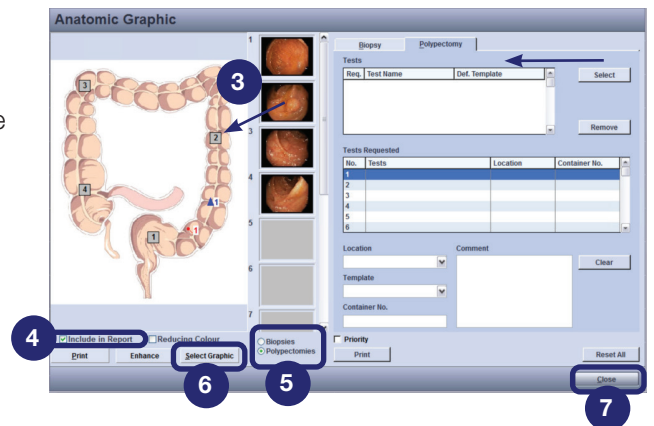 Anatomic Graphic
e
1
3
4
5
6
7
3
2
4
1
1
1
3
Biopsy Polypectomy
Tests
Req. Test Name Def. Template
Select
Remove
Tests Requested
No. Tests Location Container No.
1
2
3
4
5
6
Location
Comment
Clear
Template
Container No.
4
Include in Report Reducing Colour
Print Enhance Select Graphic
6
Biopsies
Polypectomies
5
Priority
Print
Reset All
Close
7